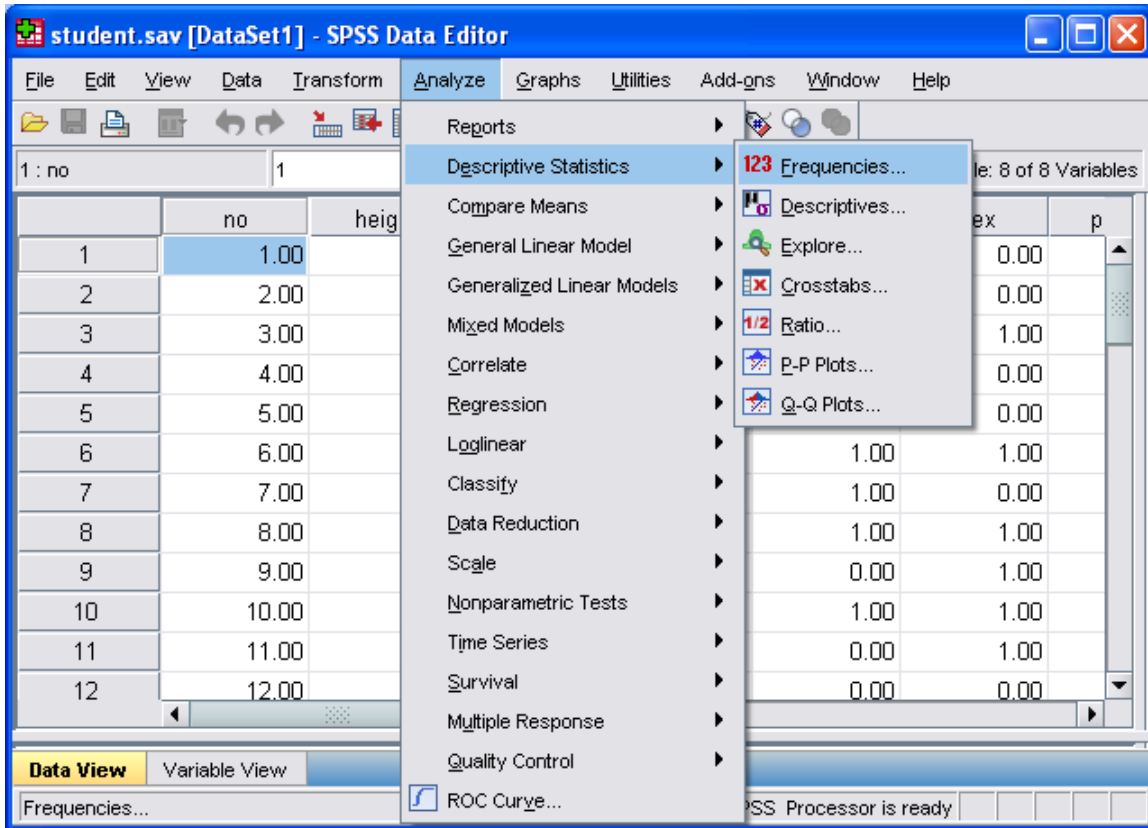 student.sav [DataSet1] - SPSS Data Editor
File Edit View Data Transform Analyze Graphs Utilities Add-ons Window Help
1 : no 1 le: 8 of 8 Variables
no heig ex p
1 1.00 0.00
2 2.00 0.00
3 3.00 1.00
4 4.00 0.00
5 5.00 0.00
6 6.00 1.00 1.00
7 7.00 1.00 0.00
8 8.00 1.00 1.00
9 9.00 0.00 1.00
10 10.00 1.00 1.00
11 11.00 0.00 1.00
12 12.00 0.00 0.00
Reports
Descriptive Statistics
Compare Means
General Linear Model
Generalized Linear Models
Mixed Models
Correlate
Regression
Loglinear
Classify
Data Reduction
Scale
Nonparametric Tests
Time Series
Survival
Multiple Response
Quality Control
ROC Curve...
123 Frequencies...
μσ Descriptives...
Explore...
Crosstabs...
1/2 Ratio...
P-P Plots...
Q-Q Plots...
Data View Variable View
Frequencies... PSS Processor is ready